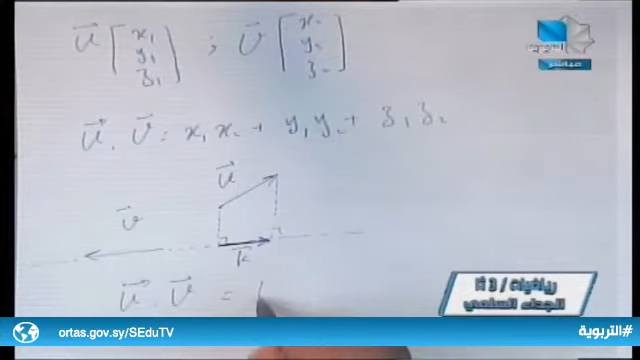 u⃗ [x₁ y₁ z₁] ; v⃗ [x₂ y₂ z₂]
التربوية
مباشر
u⃗ . v⃗ = x₁x₂ + y₁y₂ + z₁z₂
u⃗
v⃗
k⃗
u⃗ . v⃗ =
رياضيات / 3 ثا
الجداء السلمي
ortas.gov.sy/SEduTV
#التربوية